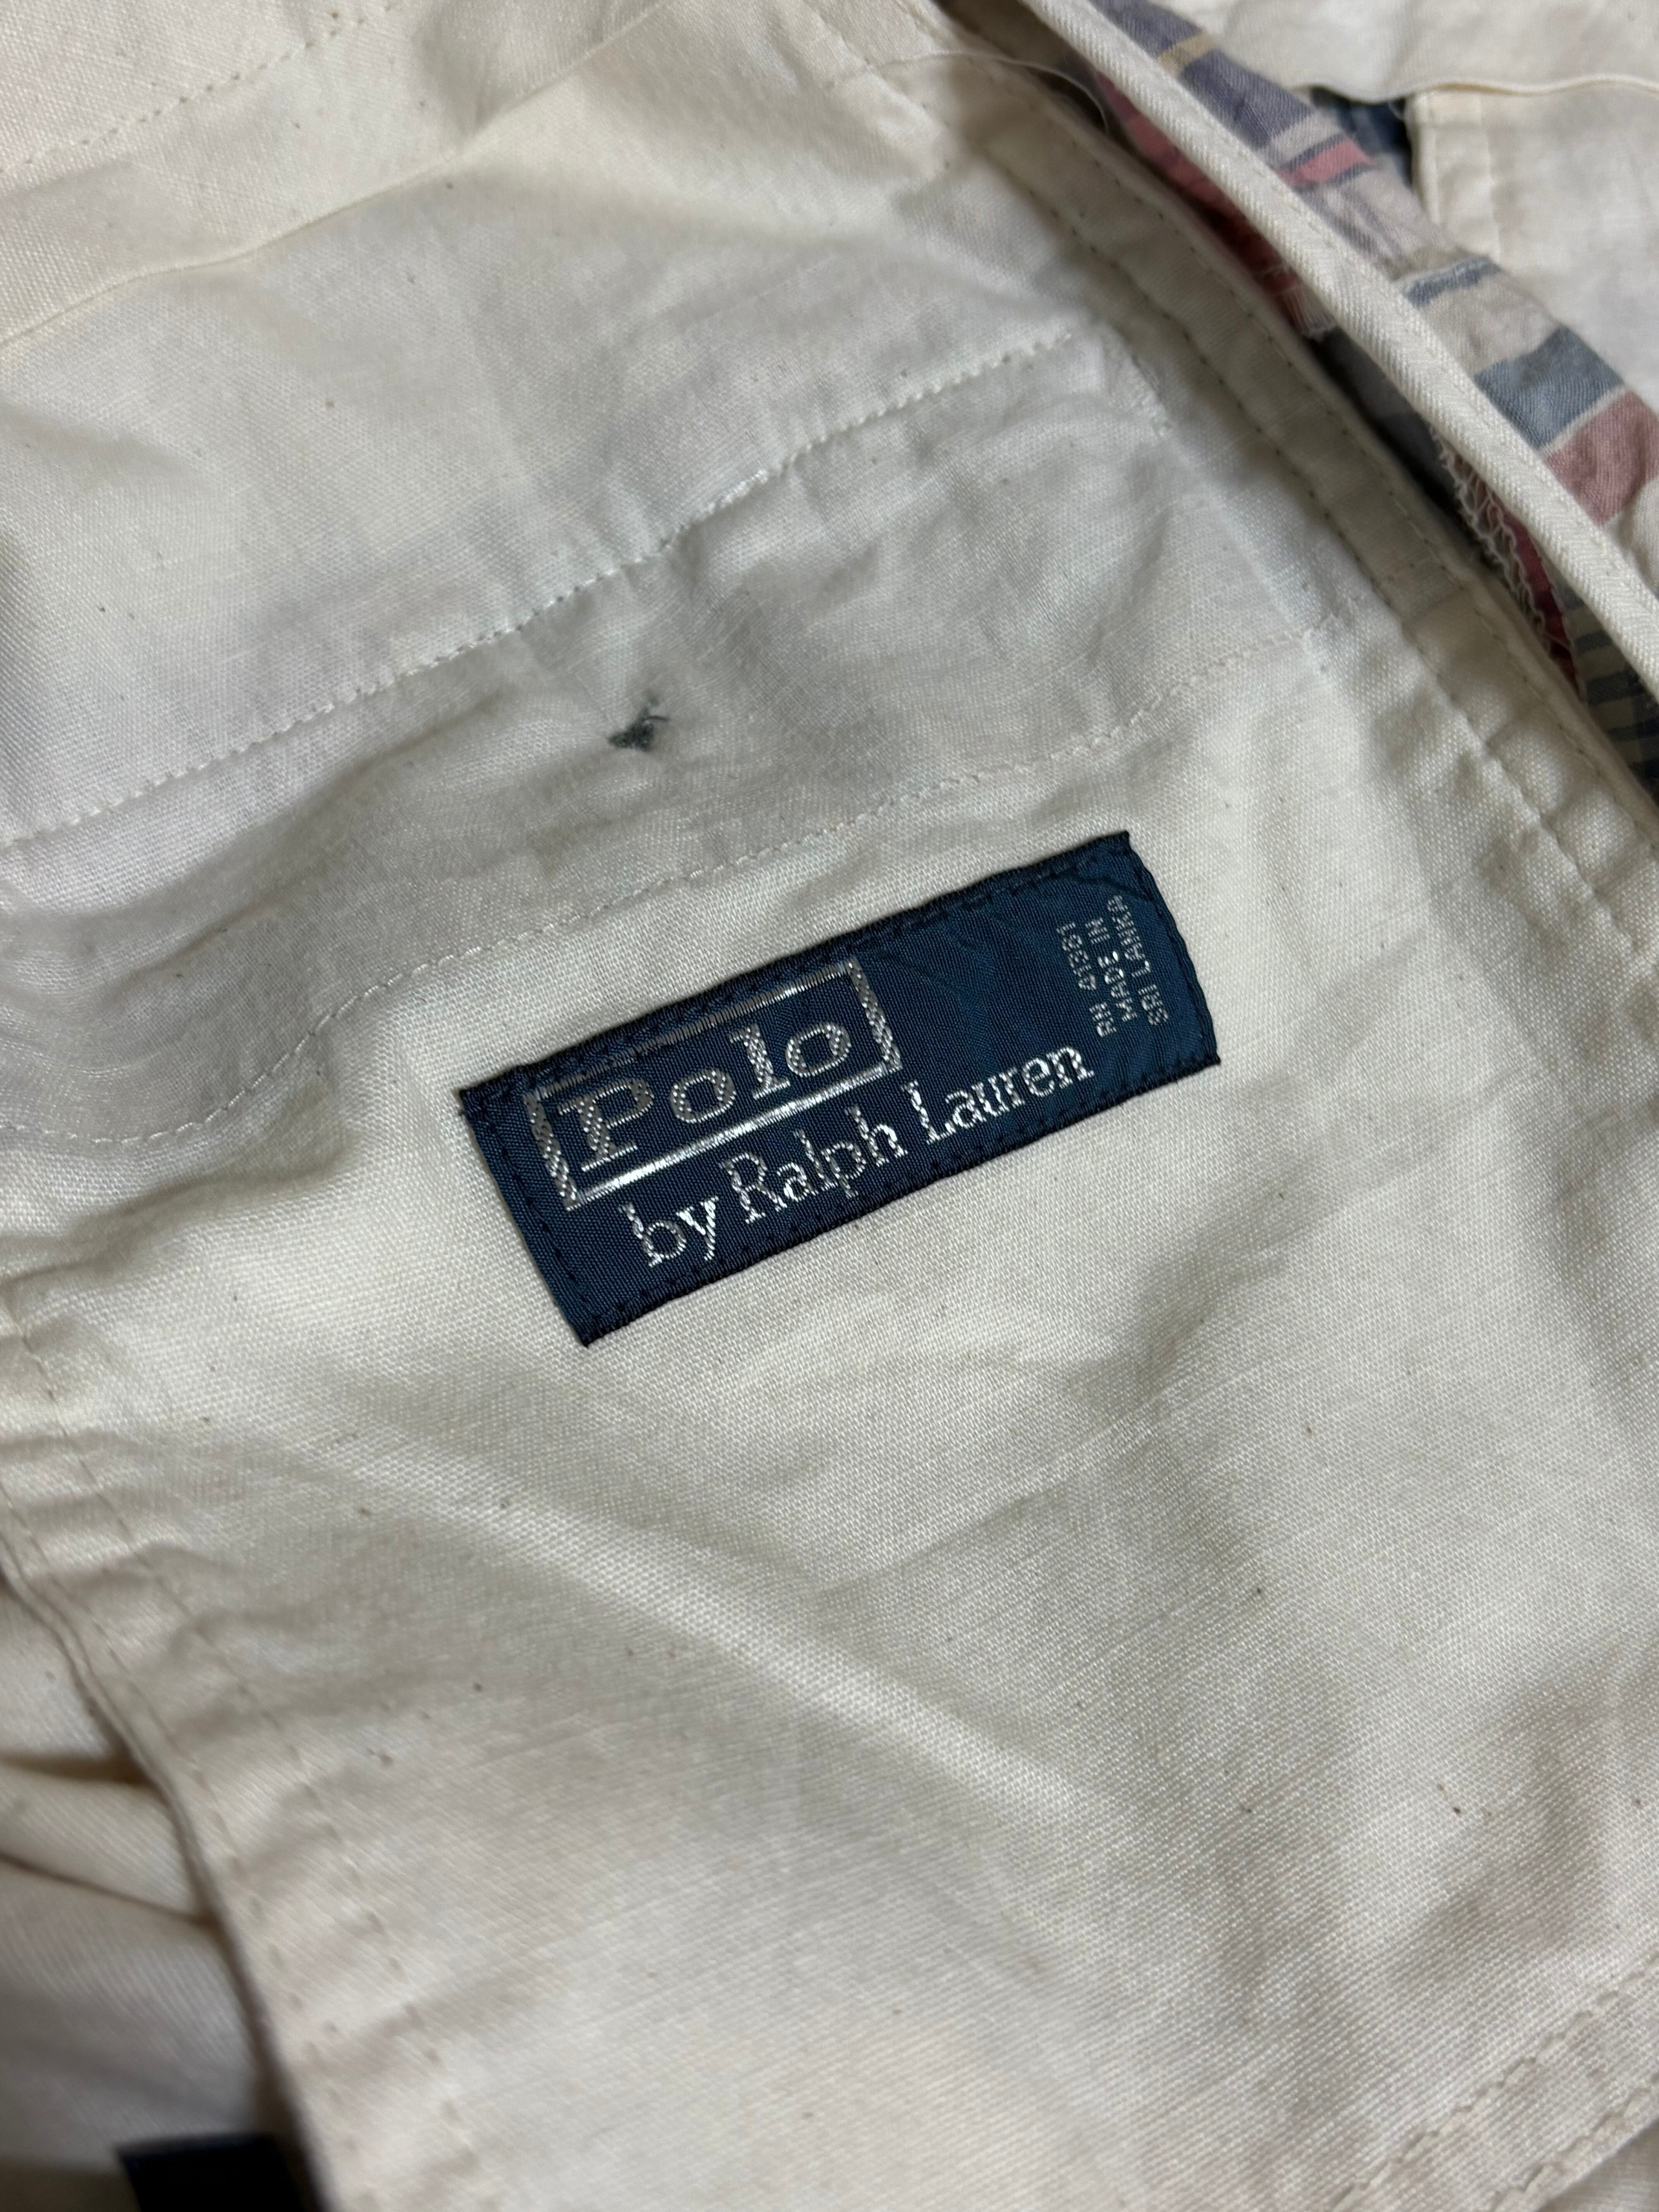 Polo
by Ralph Lauren
RN 41381
MADE IN
SRI LANKA